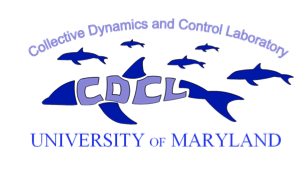 Collective Dynamics and Control Laboratory
CDCL
UNIVERSITY OF MARYLAND